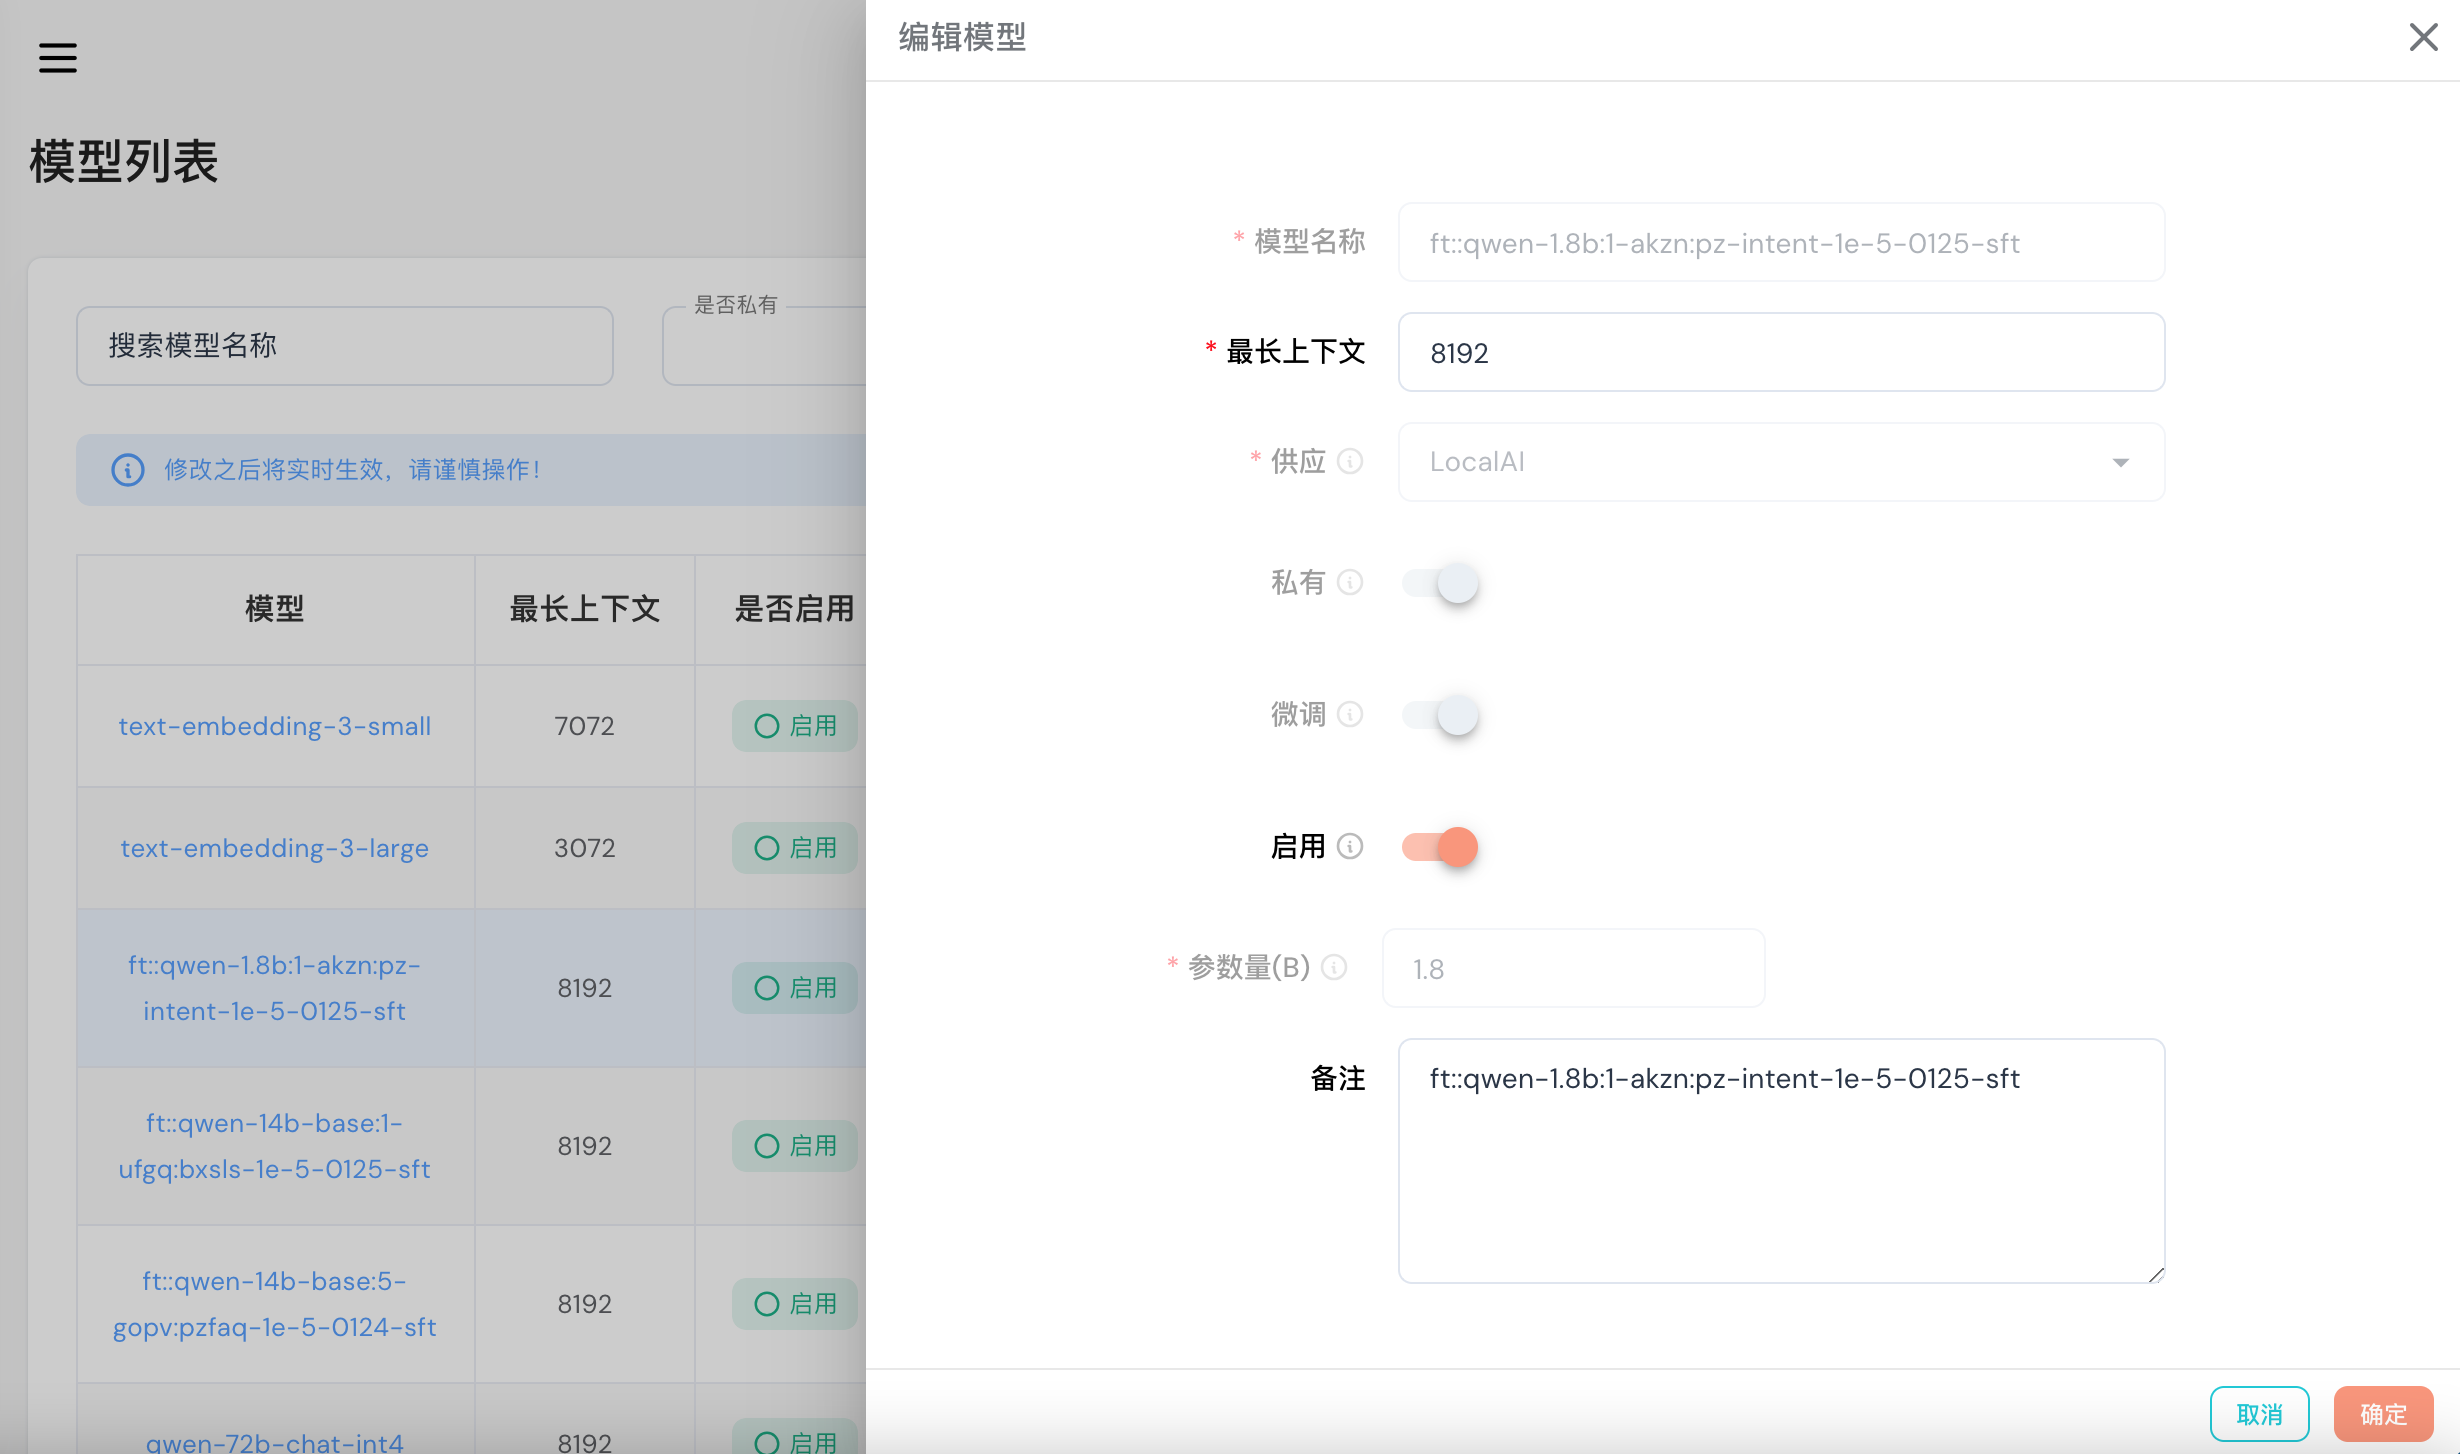 模型列表
搜索模型名称
是否私有
修改之后将实时生效，请谨慎操作！
模型 最长上下文 是否启用
text-embedding-3-small 7072 启用
text-embedding-3-large 3072 启用
ft::qwen-1.8b:1-akzn:pz-
intent-1e-5-0125-sft 8192 启用
ft::qwen-14b-base:1-
ufgq:bxsls-1e-5-0125-sft 8192 启用
ft::qwen-14b-base:5-
gopv:pzfaq-1e-5-0124-sft 8192 启用
qwen-72b-chat-int4 8192 启用
编辑模型
* 模型名称 ft::qwen-1.8b:1-akzn:pz-intent-1e-5-0125-sft
* 最长上下文 8192
* 供应 LocalAI
私有
微调
启用
* 参数量(B) 1.8
备注 ft::qwen-1.8b:1-akzn:pz-intent-1e-5-0125-sft
取消 确定